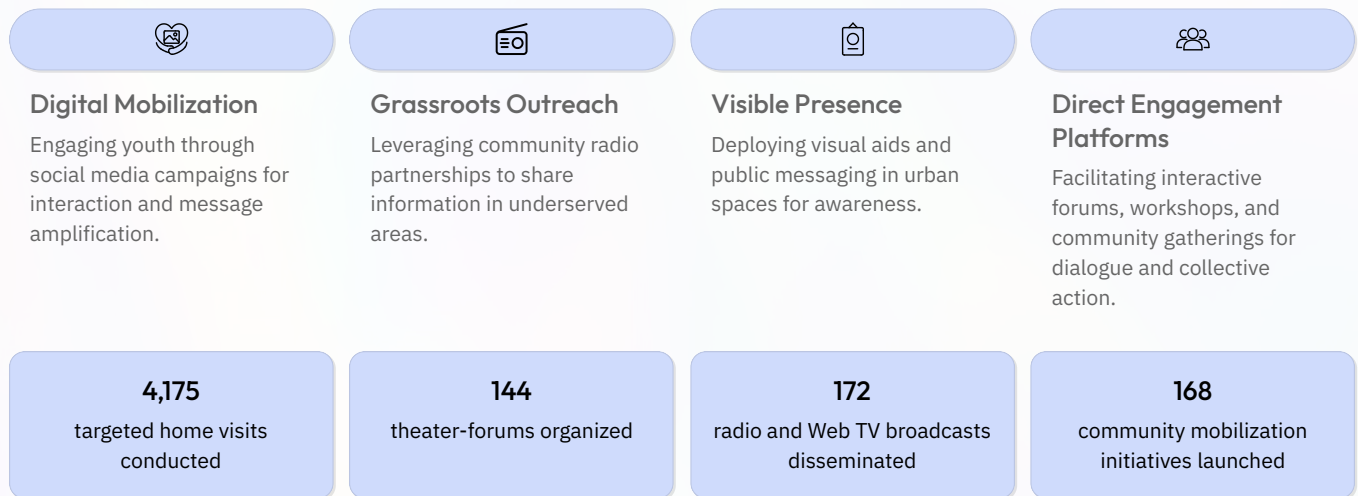 Digital Mobilization
Engaging youth through
social media campaigns for
interaction and message
amplification.
Grassroots Outreach
Leveraging community radio
partnerships to share
information in underserved
areas.
Visible Presence
Deploying visual aids and
public messaging in urban
spaces for awareness.
Direct Engagement
Platforms
Facilitating interactive
forums, workshops, and
community gatherings for
dialogue and collective
action.
4,175
targeted home visits
conducted
144
theater-forums organized
172
radio and Web TV broadcasts
disseminated
168
community mobilization
initiatives launched